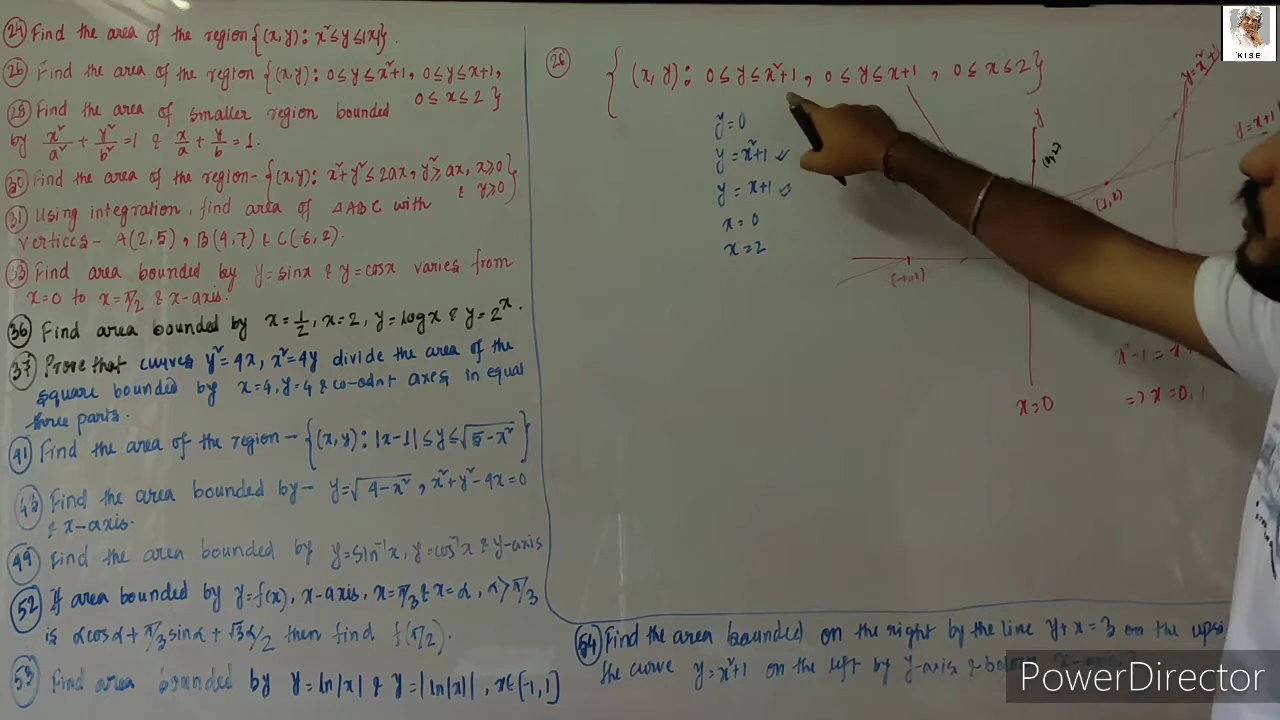 24 Find the area of the region {(x,y): x² ≤ y ≤ |x|}.
26 Find the area of the region {(x,y): 0 ≤ y ≤ x²+1, 0 ≤ y ≤ x+1,
0 ≤ x ≤ 2}
25 Find the area of smaller region bounded
by x²/a² + y²/b² = 1 & x/a + y/b = 1.
30 Find the area of the region- {(x,y): x²+y² ≤ 2ax, y² ≥ ax, x ≥ 0
& y ≥ 0}
31 Using integration, find area of △ABC with
vertices - A(2,5), B(4,7) & C(6,2).
33 Find area bounded by y=sinx & y=cosx varies from
x=0 to x=π/2 & x-axis.
36 Find area bounded by x=1/2, x=2, y=logx & y=2ˣ.
37 Prove that curves y²=4x, x²=4y divide the area of the
square bounded by x=4, y=4 & co-odnt axes in equal
three parts.
41 Find the area of the region - {(x,y): |x-1| ≤ y ≤ √5-x²}
43 Find the area bounded by- y=√4-x², x²+y²-4x=0
& x-axis.
49 Find the area bounded by y=sin⁻¹x, y=cos⁻¹x & y-axis
52 If area bounded by y=f(x), x-axis, x=π/3 & x=α, α>π/3
is αcosα + π/3 sinα + √3α/2 then find f(π/2).
53 Find area bounded by y=ln|x| & y=|ln|x||, x∈[-1,1]
26 {(x,y): 0 ≤ y ≤ x²+1, 0 ≤ y ≤ x+1, 0 ≤ x ≤ 2}
y=0
y=x²+1
y=x+1
x=0
x=2
y
y=x²+1
y=x+1
(1,2)
x=0
=> x=0,1
54 Find the area bounded on the right by the line y+x=3 on the
the curve y=x²+1 on the left by y-axis &
KISE
PowerDirector